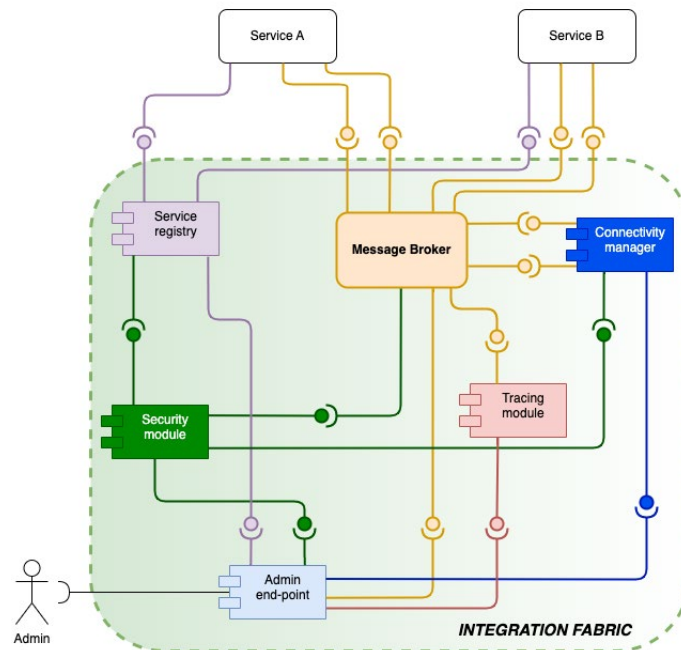 Service A
Service B
Service
registry
Message Broker
Connectivity
manager
Security
module
Tracing
module
Admin
end-point
Admin
INTEGRATION FABRIC